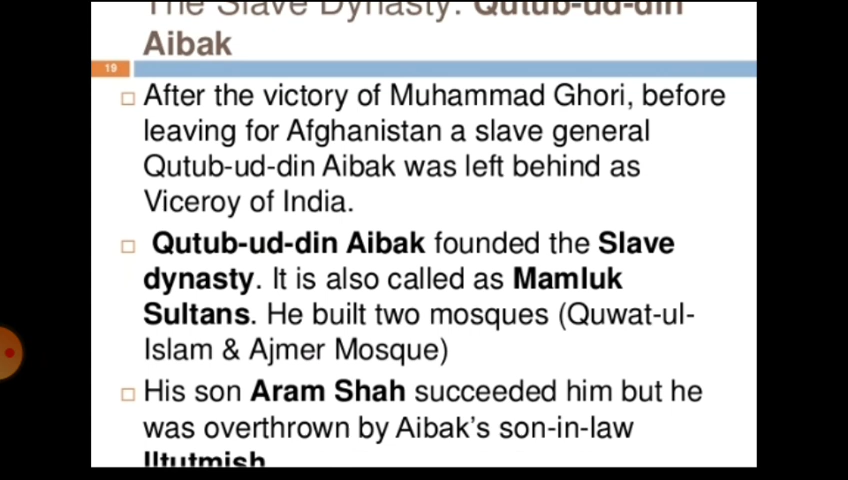 The Slave Dynasty: Qutub-ud-din
Aibak
19
After the victory of Muhammad Ghori, before
leaving for Afghanistan a slave general
Qutub-ud-din Aibak was left behind as
Viceroy of India.
Qutub-ud-din Aibak founded the Slave
dynasty. It is also called as Mamluk
Sultans. He built two mosques (Quwat-ul-
Islam & Ajmer Mosque)
His son Aram Shah succeeded him but he
was overthrown by Aibak's son-in-law
Iltutmish